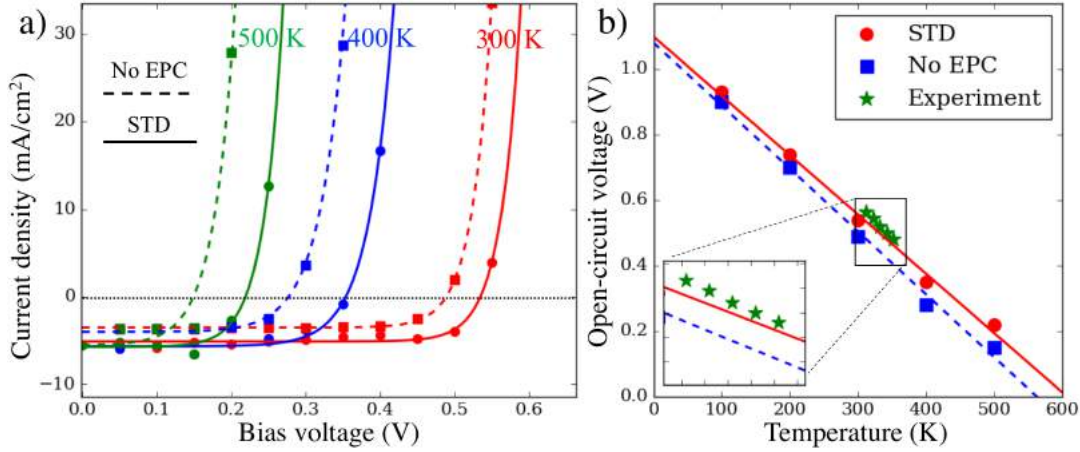 a)
500 K
400 K
300 K
No EPC
STD
Current density (mA/cm²)
30
20
10
0
−10
0.0
0.1
0.2
0.3
0.4
0.5
0.6
Bias voltage (V)
b)
STD
No EPC
Experiment
Open-circuit voltage (V)
1.0
0.8
0.6
0.4
0.2
0.0
0
100
200
300
400
500
600
Temperature (K)